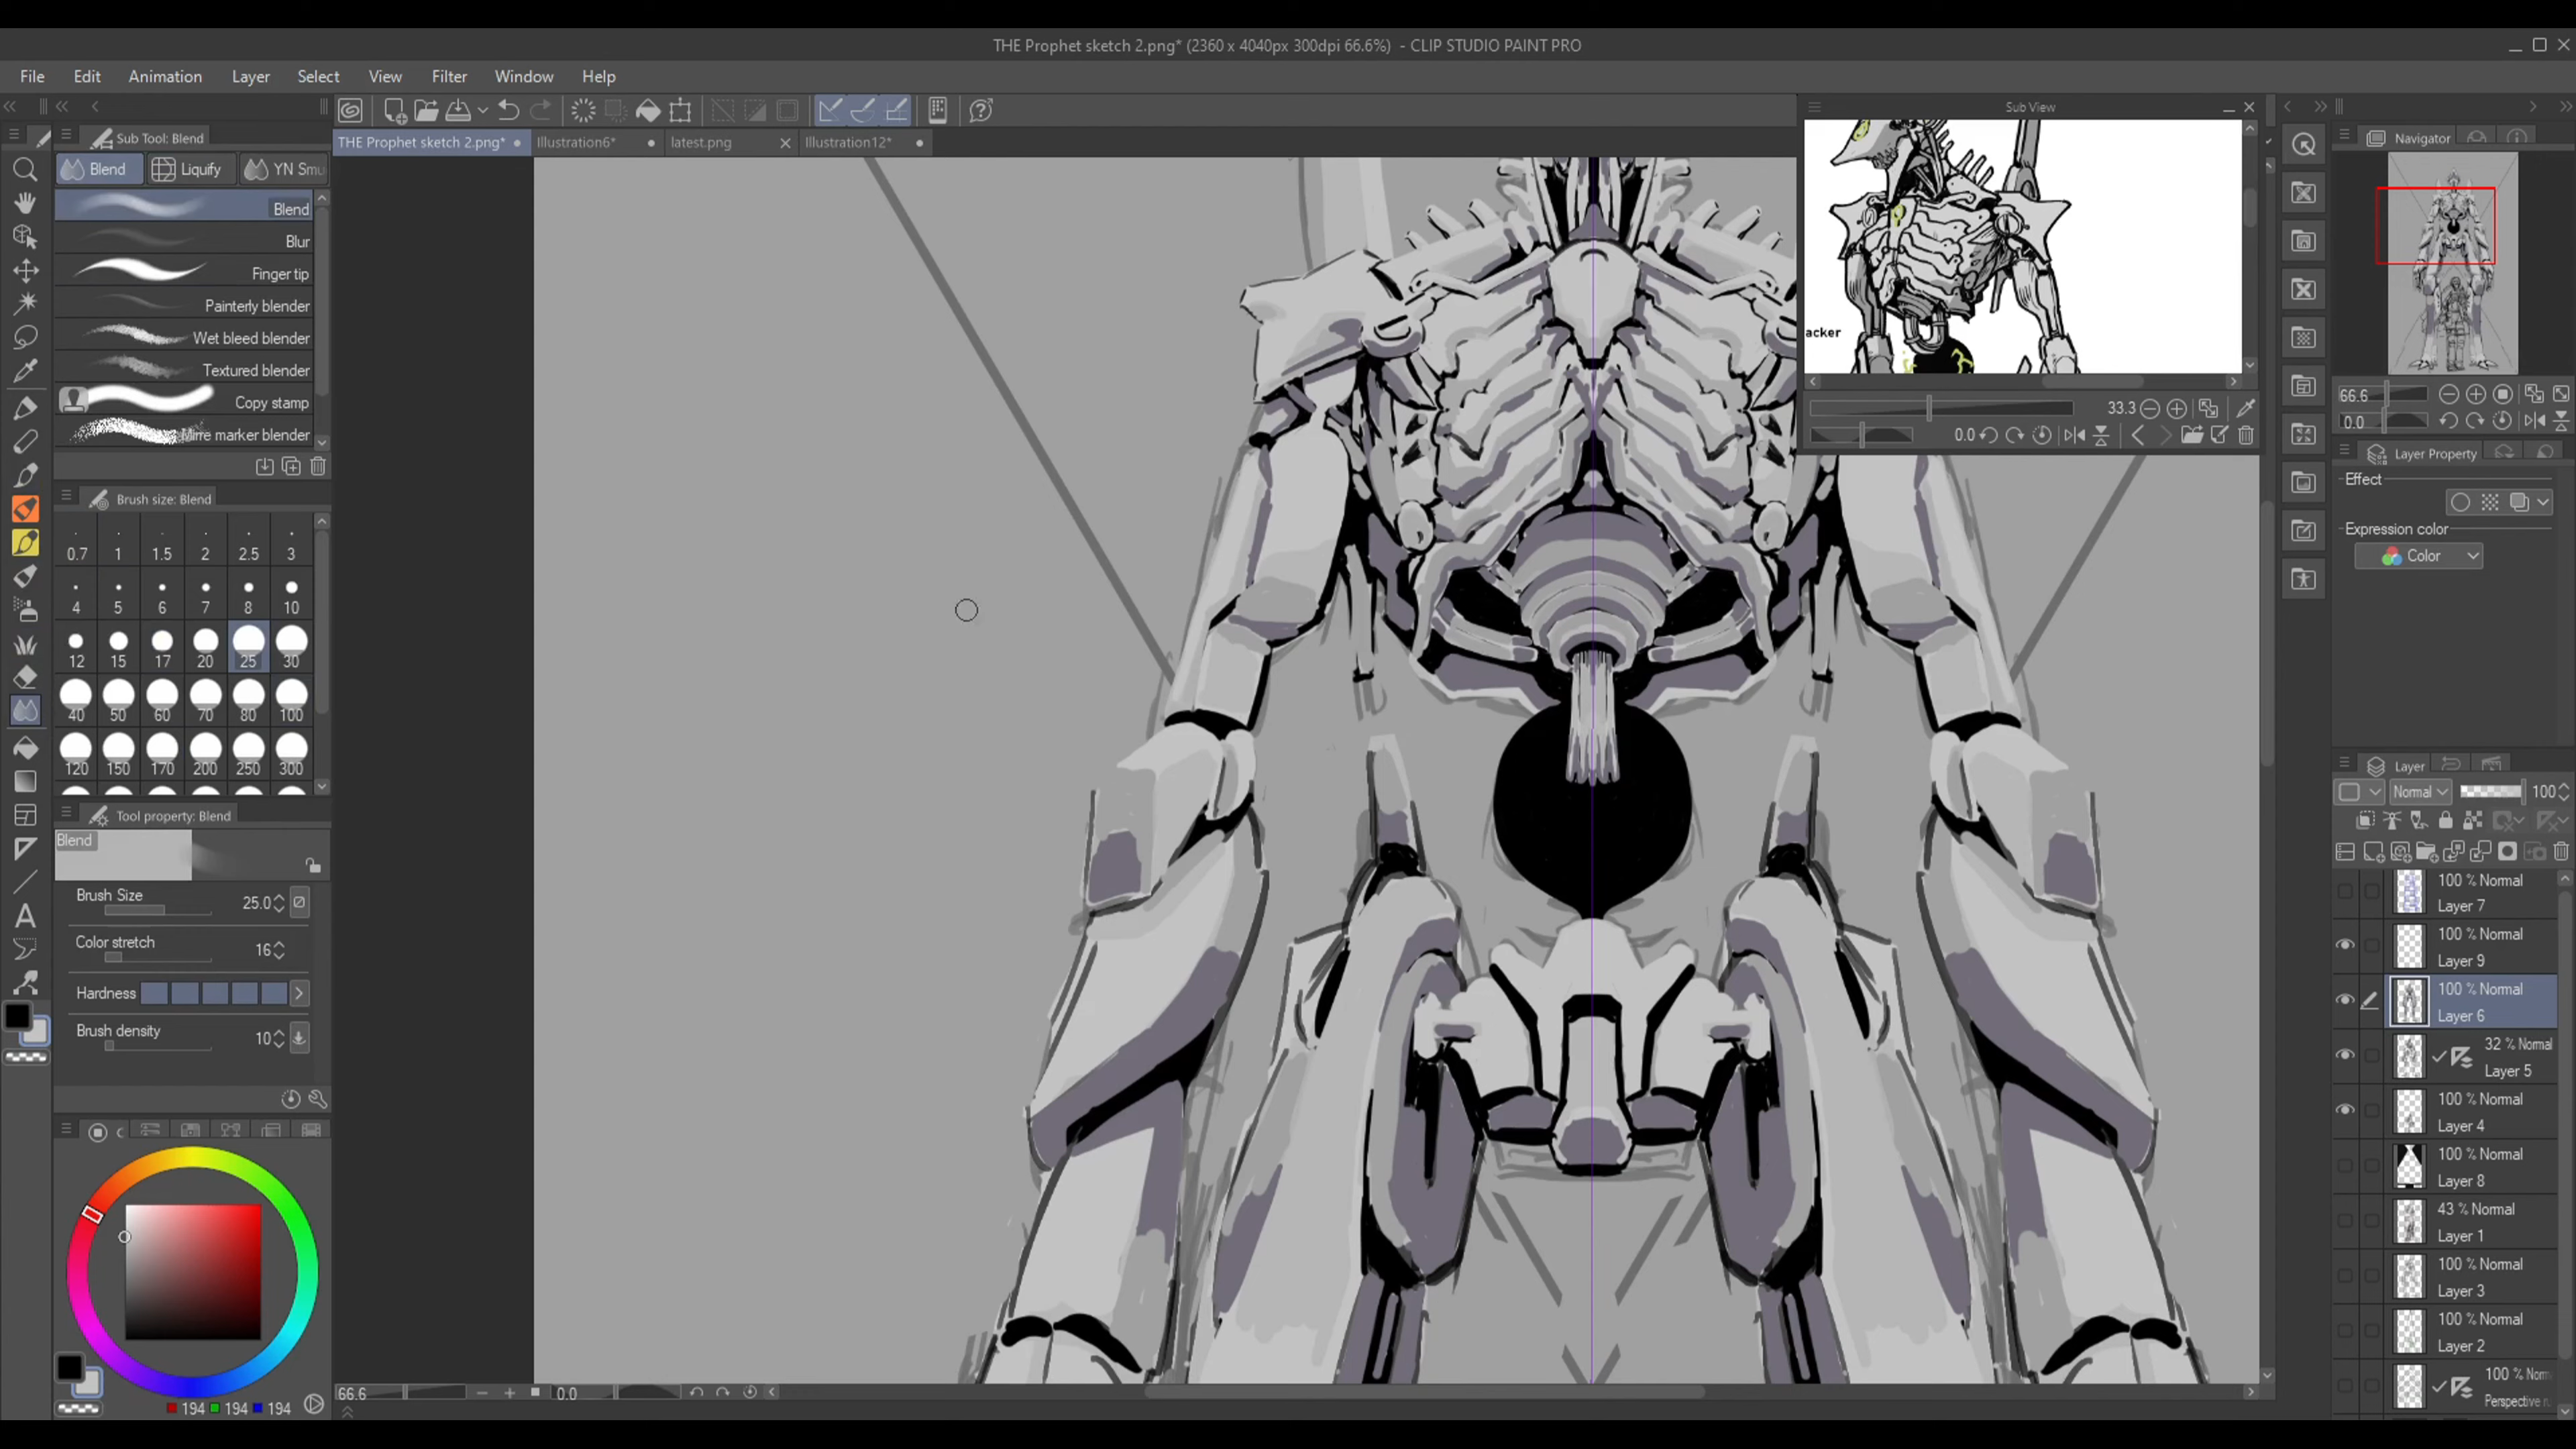 THE Prophet sketch 2.png* (2360 x 4040px 300dpi 66.6%) - CLIP STUDIO PAINT PRO
File Edit Animation Layer Select View Filter Window Help
Sub Tool: Blend
Blend Liquify YN Smu
Blend
Blur
Finger tip
Painterly blender
Wet bleed blender
Textured blender
Copy stamp
marker blender
Brush size: Blend
0.7 1 1.5 2 2.5 3
4 5 6 7 8 10
12 15 17 20 25 30
40 50 60 70 80 100
120 150 170 200 250 300
Tool property: Blend
Blend
Brush Size 25.0
Color stretch 16
Hardness
Brush density 10
194 194 194
THE Prophet sketch 2.png* Illustration6* latest.png Illustration12*
66.6 0.0
Sub View
acker
33.3
0.0
Navigator
66.6
0.0
Layer Property
Effect
Expression color
Color
Layer
Normal 100
100 % Normal
Layer 7
100 % Normal
Layer 9
100 % Normal
Layer 6
32 % Normal
Layer 5
100 % Normal
Layer 4
100 % Normal
Layer 8
43 % Normal
Layer 1
100 % Normal
Layer 3
100 % Normal
Layer 2
100 % Norm
Perspective r